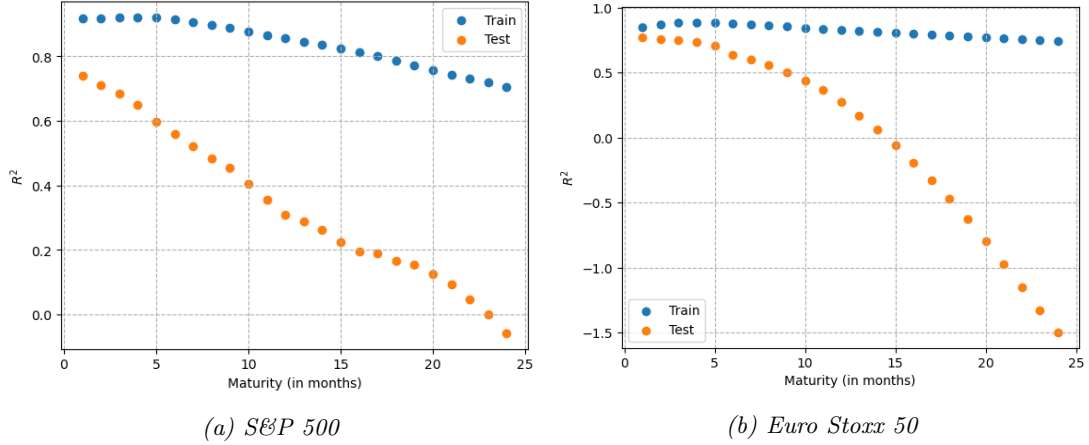 Train
Test
0.8
0.6
0.4
0.2
0.0
R²
0
5
10
15
20
25
Maturity (in months)
(a) S&P 500
1.0
0.5
0.0
−0.5
−1.0
−1.5
R²
Train
Test
0
5
10
15
20
25
Maturity (in months)
(b) Euro Stoxx 50